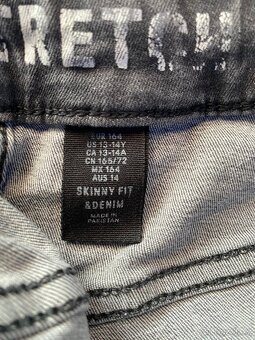 STRETCH
EUR 164
US 13-14Y
CA 13-14A
CN 165/72
MX 164
AUS 14
SKINNY FIT
&DENIM
MADE IN
PAKISTAN